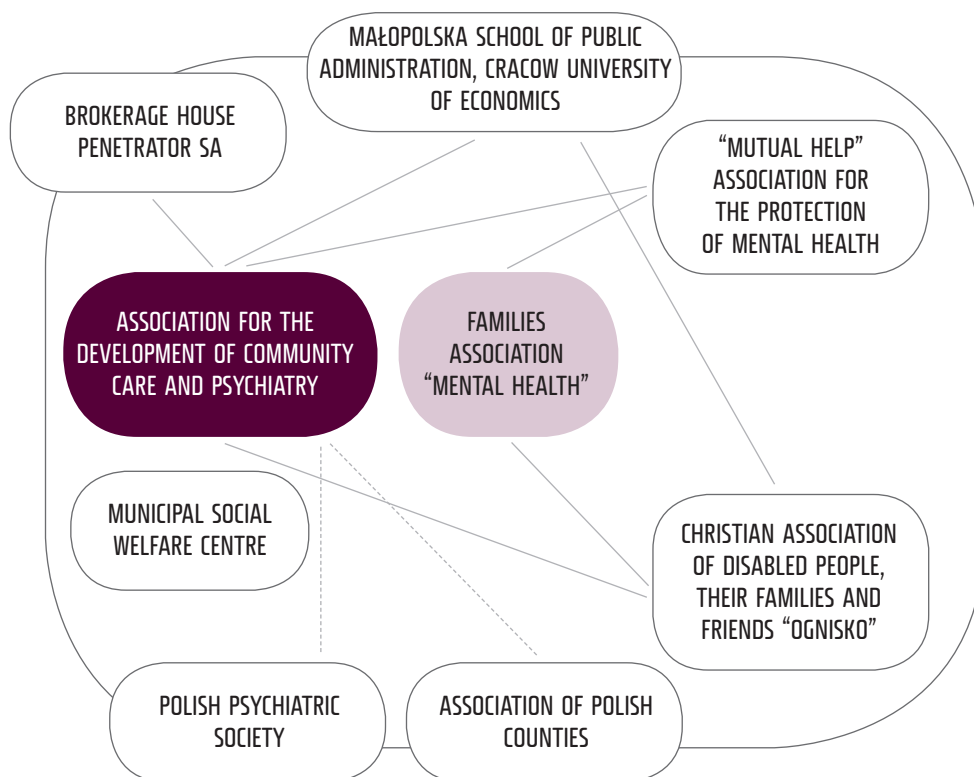 MAŁOPOLSKA SCHOOL OF PUBLIC
ADMINISTRATION, CRACOW UNIVERSITY
OF ECONOMICS
BROKERAGE HOUSE
PENETRATOR SA
“MUTUAL HELP”
ASSOCIATION FOR
THE PROTECTION
OF MENTAL HEALTH
ASSOCIATION FOR THE
DEVELOPMENT OF COMMUNITY
CARE AND PSYCHIATRY
FAMILIES
ASSOCIATION
“MENTAL HEALTH”
MUNICIPAL SOCIAL
WELFARE CENTRE
CHRISTIAN ASSOCIATION
OF DISABLED PEOPLE,
THEIR FAMILIES AND
FRIENDS “OGNISKO”
POLISH PSYCHIATRIC
SOCIETY
ASSOCIATION OF POLISH
COUNTIES